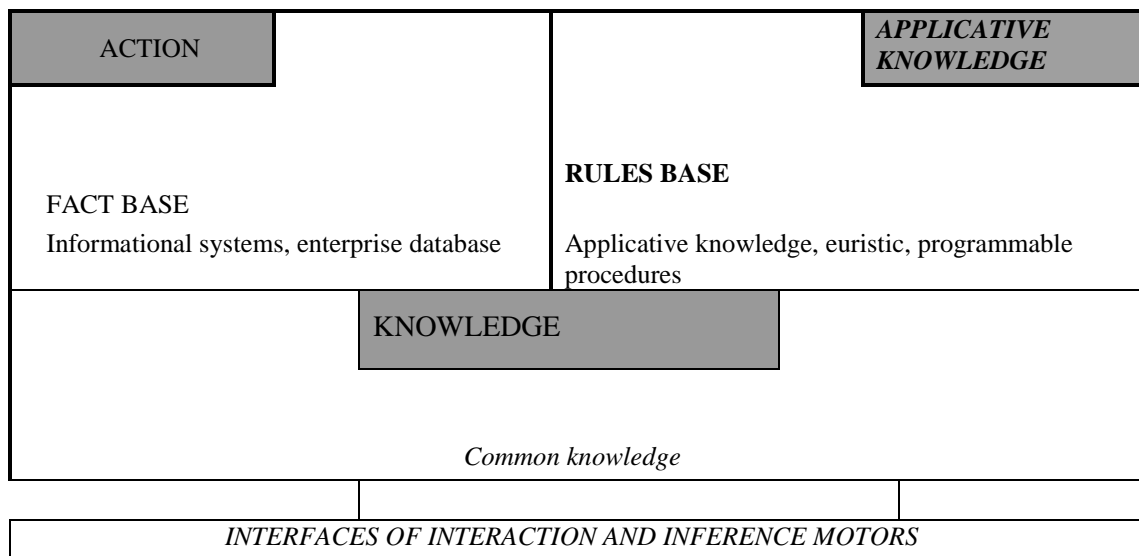 ACTION
APPLICATIVE
KNOWLEDGE
FACT BASE
Informational systems, enterprise database
RULES BASE
Applicative knowledge, euristic, programmable
procedures
KNOWLEDGE
Common knowledge
INTERFACES OF INTERACTION AND INFERENCE MOTORS